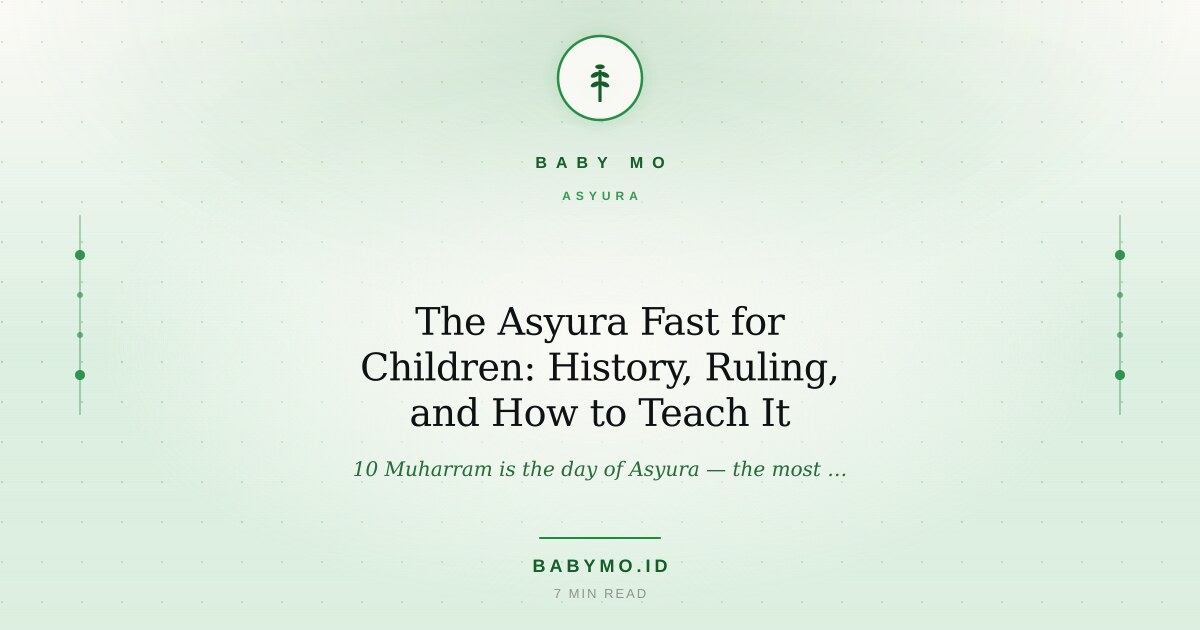 BABY MO
ASYURA
The Asyura Fast for
Children: History, Ruling,
and How to Teach It
10 Muharram is the day of Asyura — the most ...
BABYMO.ID
7 MIN READ